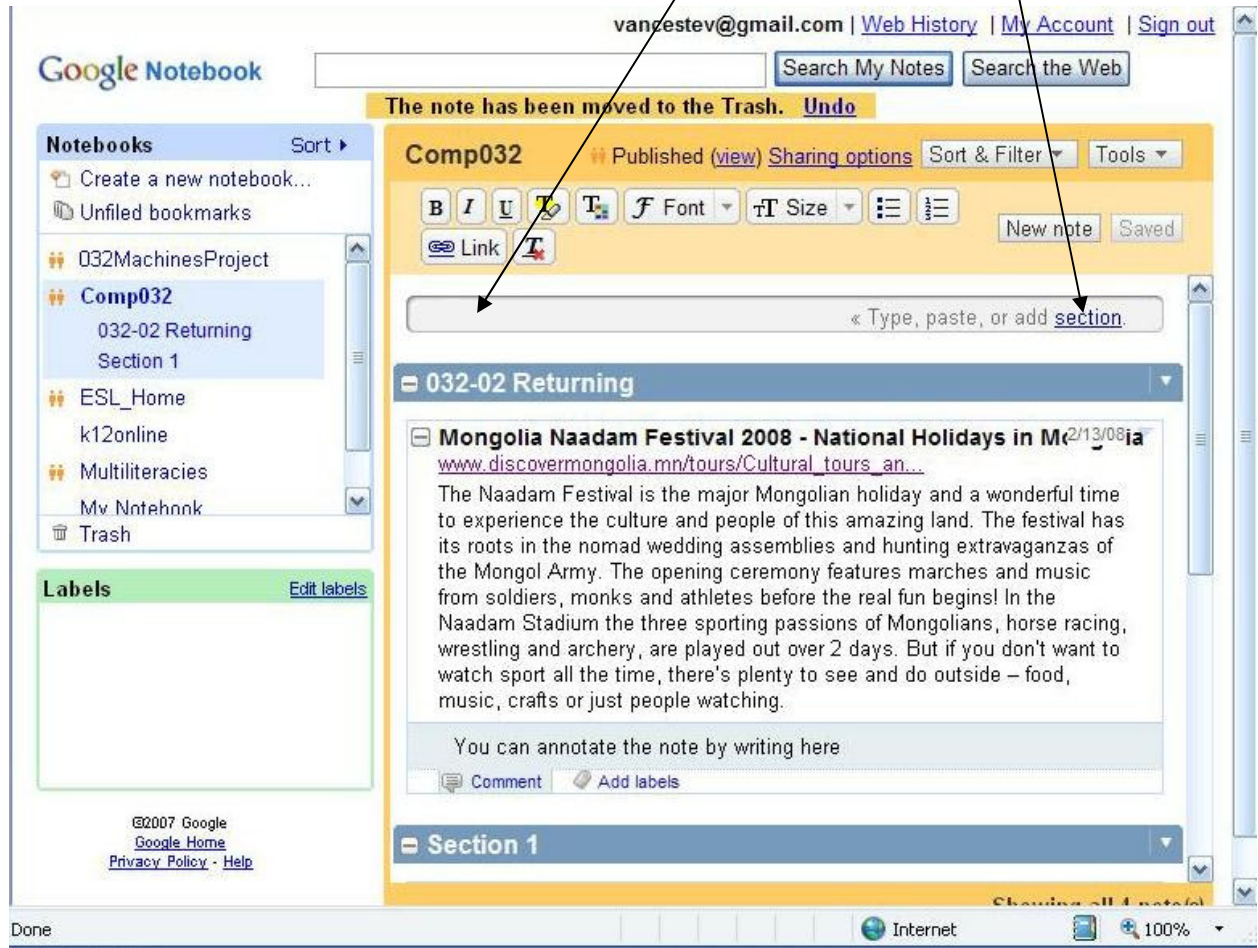 vancestev@gmail.com | Web History | My Account | Sign out
Google Notebook
Search My Notes
Search the Web
The note has been moved to the Trash. Undo
Notebooks
Sort
Create a new notebook...
Unfiled bookmarks
032MachinesProject
Comp032
032-02 Returning
Section 1
ESL_Home
k12online
Multiliteracies
My Notebook
Trash
Labels
Edit labels
©2007 Google
Google Home
Privacy Policy - Help
Comp032
Published (view) Sharing options
Sort & Filter
Tools
B I U
Font
Size
Link
New note
Saved
« Type, paste, or add section.
032-02 Returning
Mongolia Naadam Festival 2008 - National Holidays in
2/13/08
www.discovermongolia.mn/tours/Cultural_tours_an...
The Naadam Festival is the major Mongolian holiday and a wonderful time
to experience the culture and people of this amazing land. The festival has
its roots in the nomad wedding assemblies and hunting extravaganzas of
the Mongol Army. The opening ceremony features marches and music
from soldiers, monks and athletes before the real fun begins! In the
Naadam Stadium the three sporting passions of Mongolians, horse racing,
wrestling and archery, are played out over 2 days. But if you don't want to
watch sport all the time, there's plenty to see and do outside – food,
music, crafts or just people watching.
You can annotate the note by writing here
Comment
Add labels
Section 1
Showing all 4 note(s)
Done
Internet
100%